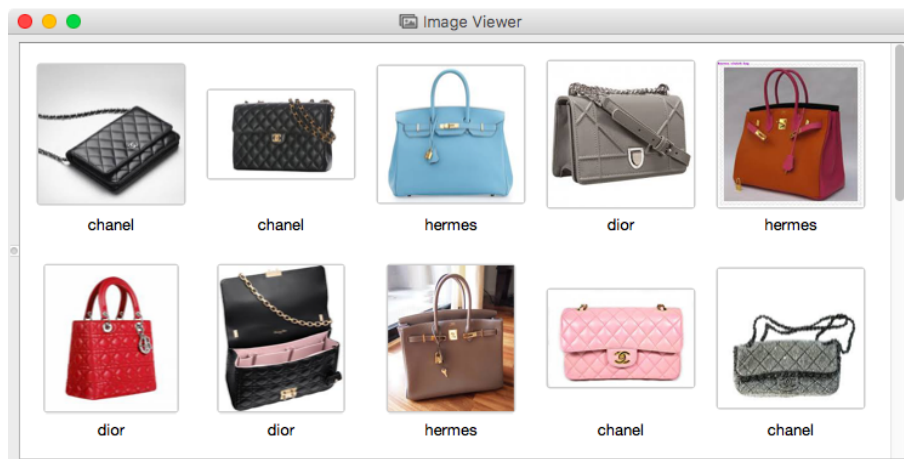 Image Viewer
chanel
chanel
hermes
dior
hermes
dior
dior
hermes
chanel
chanel